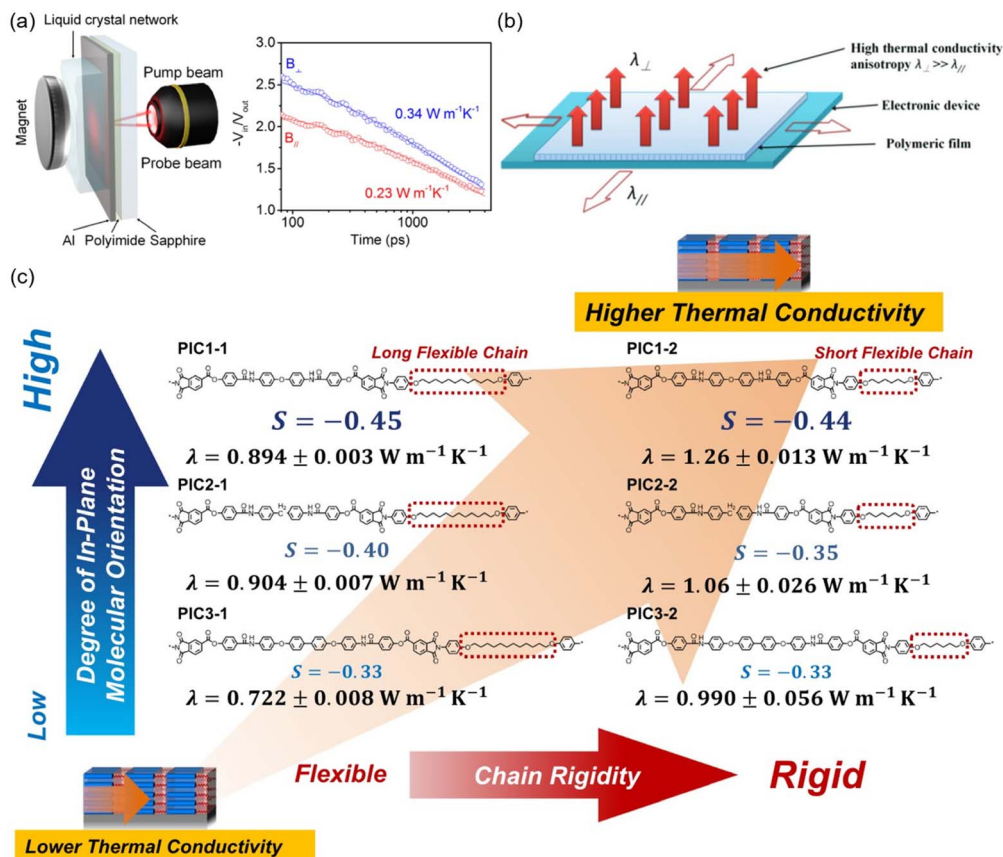 (a)
Liquid crystal network
Magnet
Pump beam
Probe beam
Al Polyimide Sapphire
-V_in/V_out
3.0
2.5
2.0
1.5
1.0
B⊥
0.34 W m⁻¹K⁻¹
B//
0.23 W m⁻¹K⁻¹
100
1000
Time (ps)
(b)
λ⊥
λ//
High thermal conductivity
anisotropy λ⊥ >> λ//
Electronic device
Polymeric film
(c)
Higher Thermal Conductivity
High
Degree of In-Plane
Molecular Orientation
Low
PIC1-1
Long Flexible Chain
S = −0.45
λ = 0.894 ± 0.003 W m⁻¹ K⁻¹
PIC1-2
Short Flexible Chain
S = −0.44
λ = 1.26 ± 0.013 W m⁻¹ K⁻¹
PIC2-1
S = −0.40
λ = 0.904 ± 0.007 W m⁻¹ K⁻¹
PIC2-2
S = −0.35
λ = 1.06 ± 0.026 W m⁻¹ K⁻¹
PIC3-1
S = −0.33
λ = 0.722 ± 0.008 W m⁻¹ K⁻¹
PIC3-2
S = −0.33
λ = 0.990 ± 0.056 W m⁻¹ K⁻¹
Flexible
Chain Rigidity
Rigid
Lower Thermal Conductivity